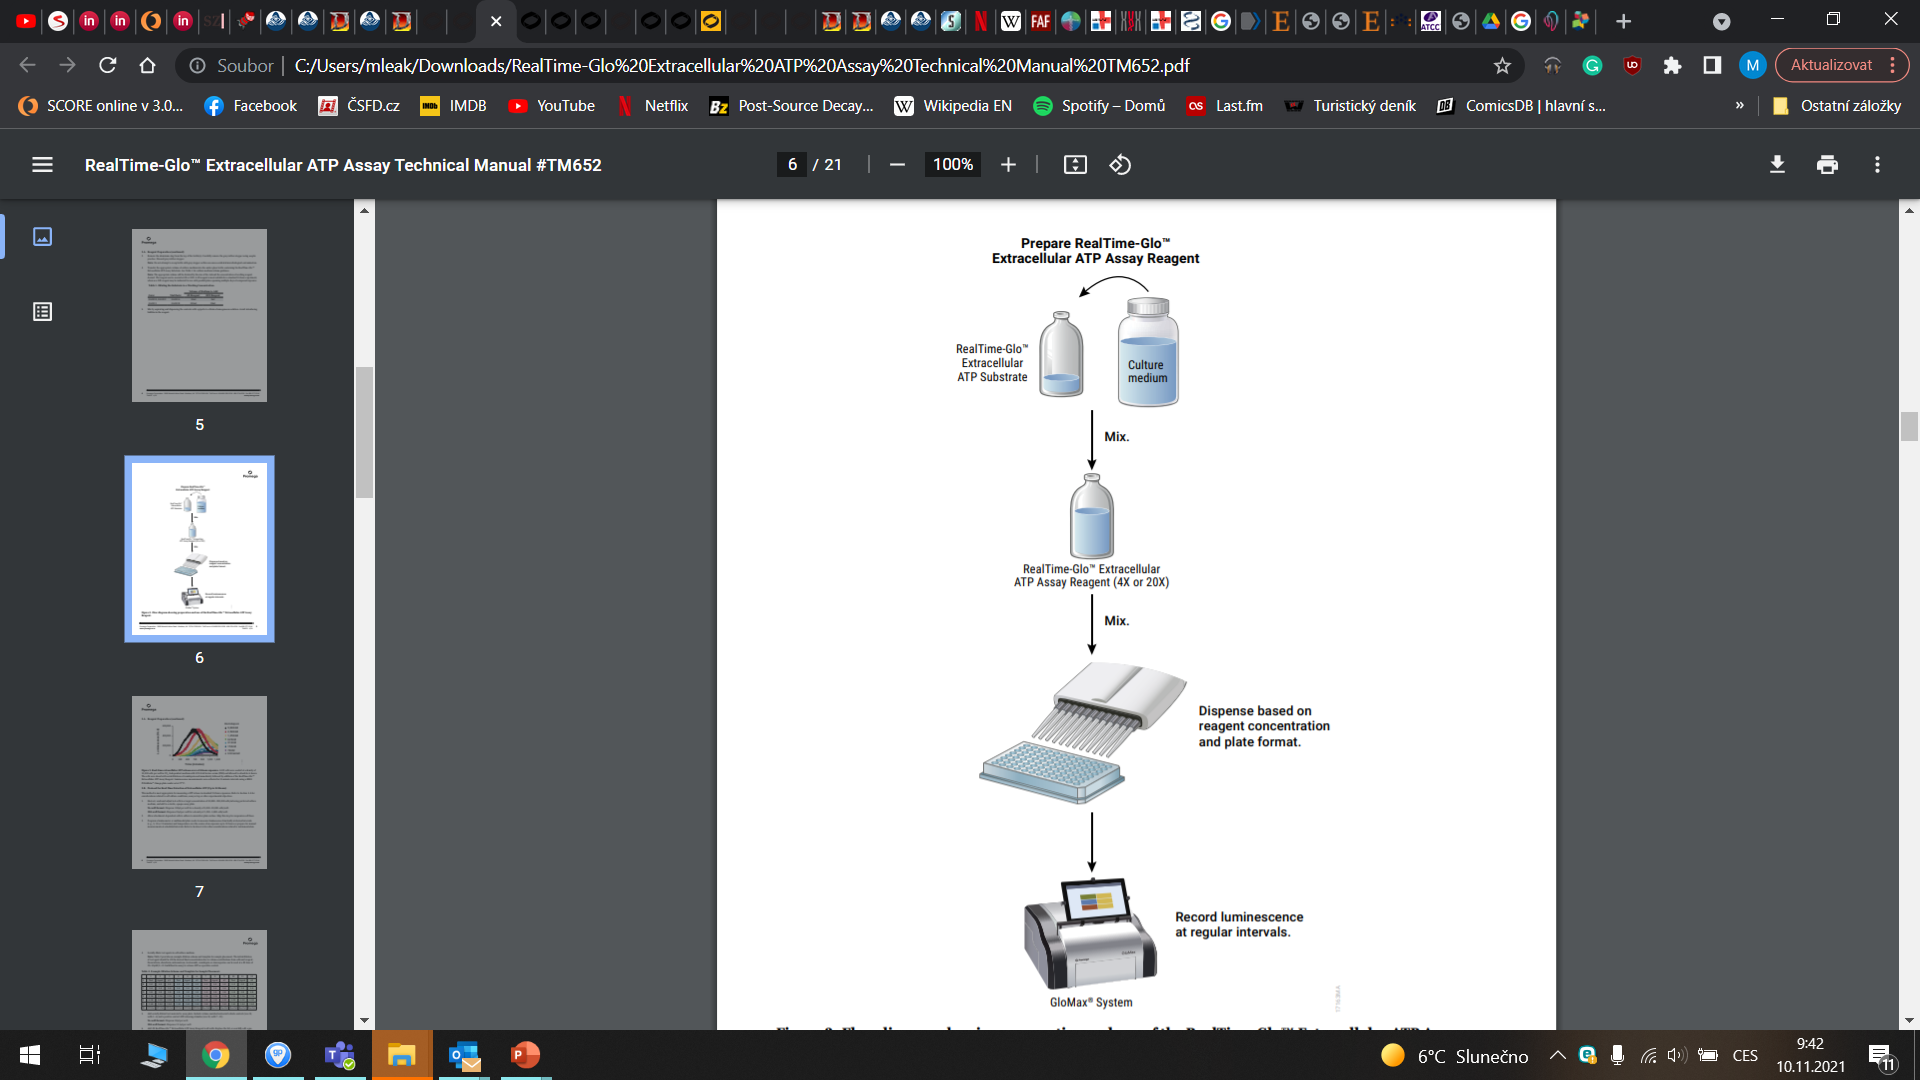 Soubor
C:/Users/mleak/Downloads/RealTime-Glo%20Extracellular%20ATP%20Assay%20Technical%20Manual%20TM652.pdf
M
Aktualizovat
SCORE online v 3.0...
Facebook
ČSFD.cz
IMDB
YouTube
Netflix
Post-Source Decay...
Wikipedia EN
Spotify – Domů
Last.fm
Turistický deník
ComicsDB | hlavní s...
»
Ostatní záložky
RealTime-Glo™ Extracellular ATP Assay Technical Manual #TM652
6 / 21
100%
5
6
7
Prepare RealTime-Glo™
Extracellular ATP Assay Reagent
RealTime-Glo™
Extracellular
ATP Substrate
Culture
medium
Mix.
RealTime-Glo™ Extracellular
ATP Assay Reagent (4X or 20X)
Mix.
Dispense based on
reagent concentration
and plate format.
Record luminescence
at regular intervals.
GloMax® System
6°C Slunečno
CES
9:42
10.11.2021
11